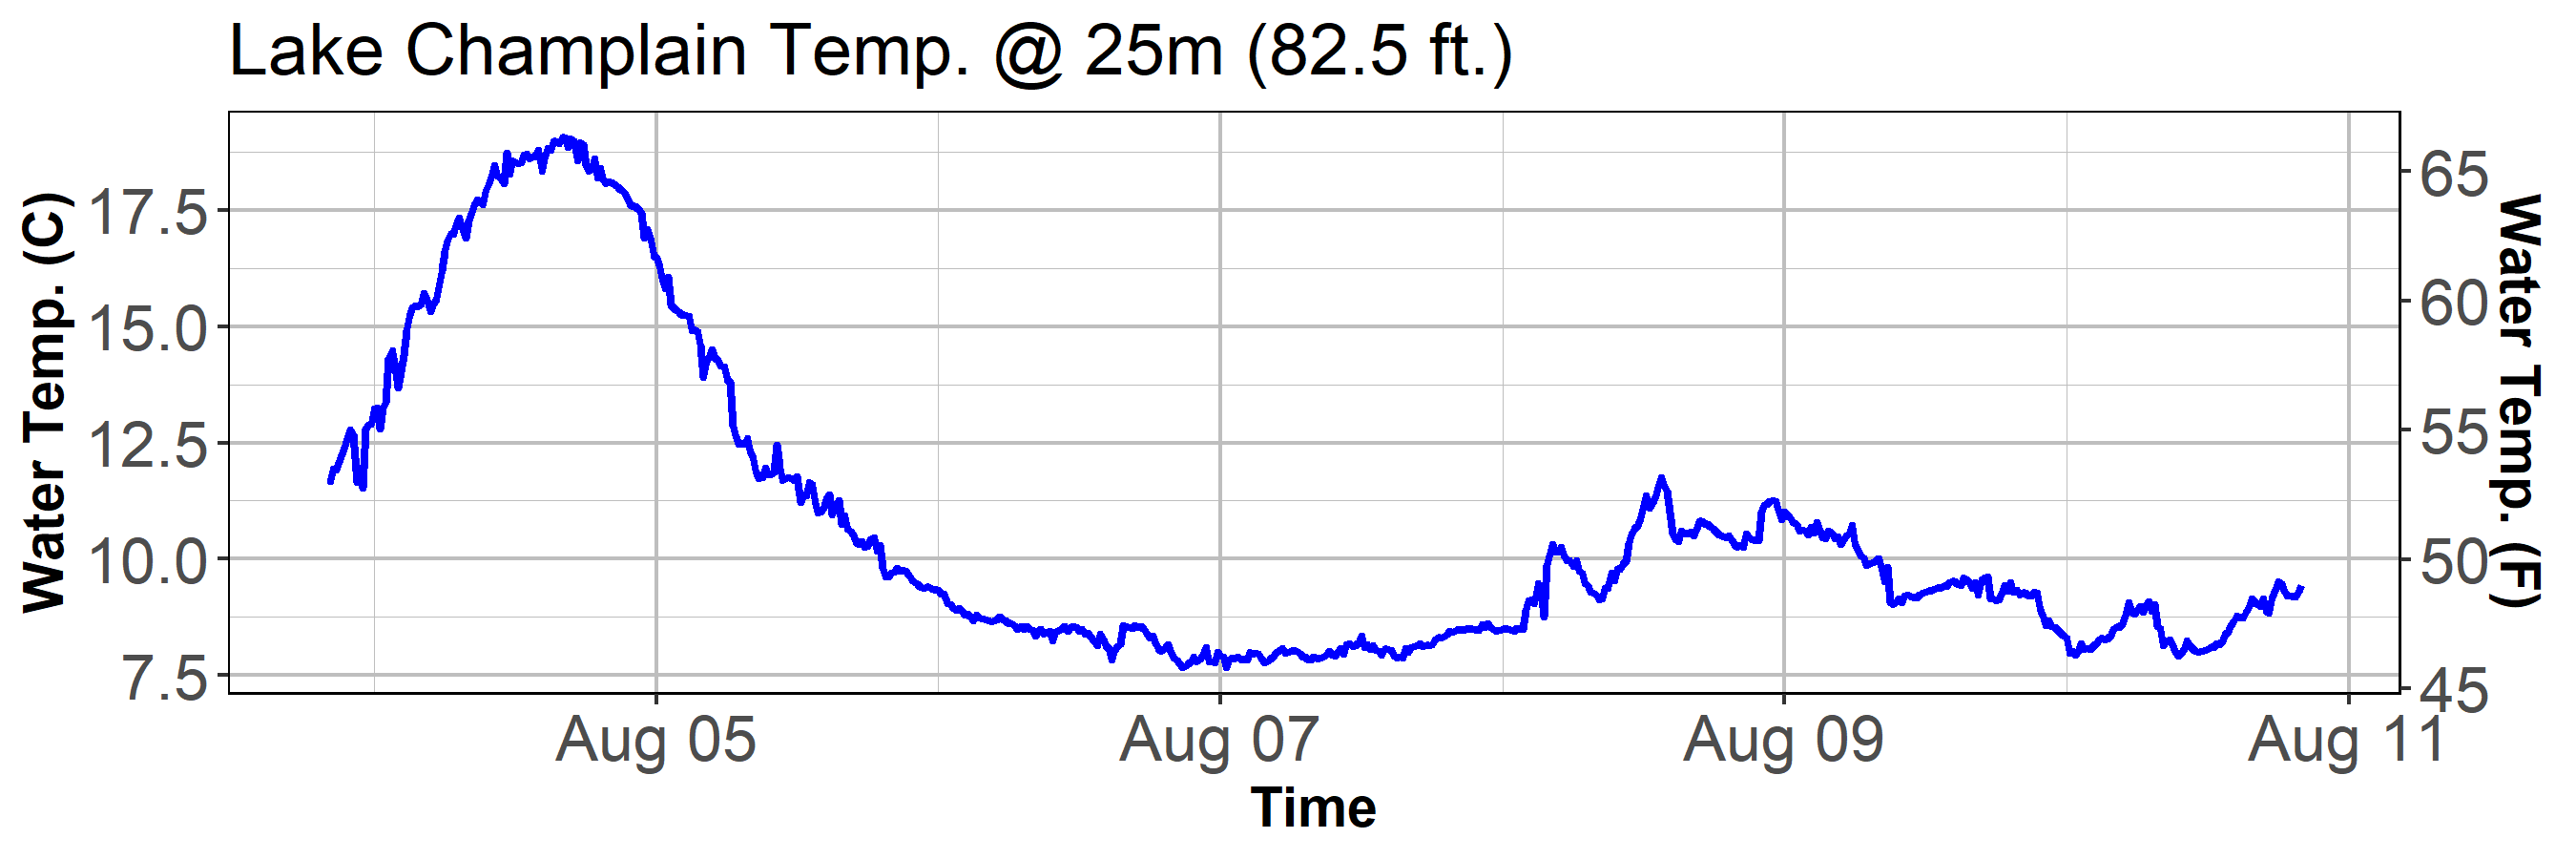 Lake Champlain Temp. @ 25m (82.5 ft.)
Water Temp. (C)
17.5
15.0
12.5
10.0
7.5
65
60
55
50
45
Water Temp. (F)
Aug 05 Aug 07 Aug 09 Aug 11
Time